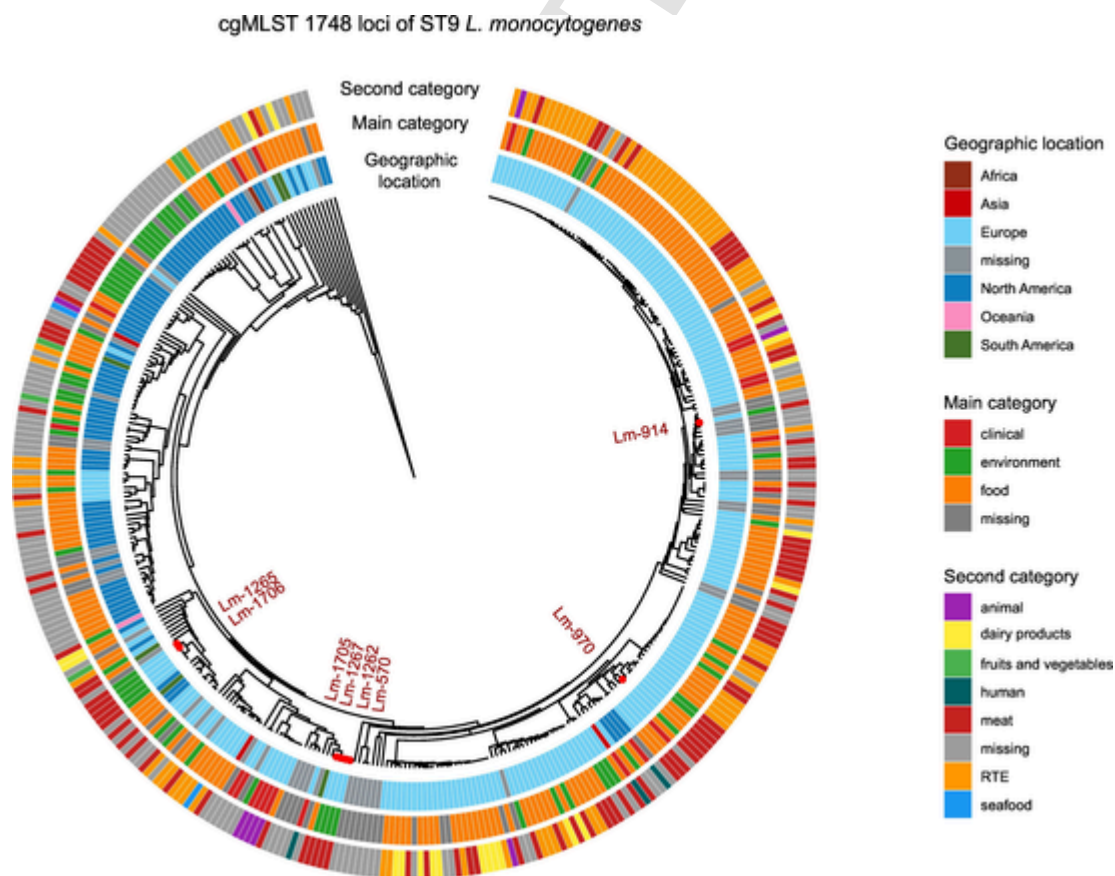 cgMLST 1748 loci of ST9 L. monocytogenes
Second category
Main category
Geographic
location
Lm-914
Lm-970
Lm-1265
Lm-1706
Lm-1705
Lm-1267
Lm-1262
Lm-570
Geographic location
Africa
Asia
Europe
missing
North America
Oceania
South America
Main category
clinical
environment
food
missing
Second category
animal
dairy products
fruits and vegetables
human
meat
missing
RTE
seafood